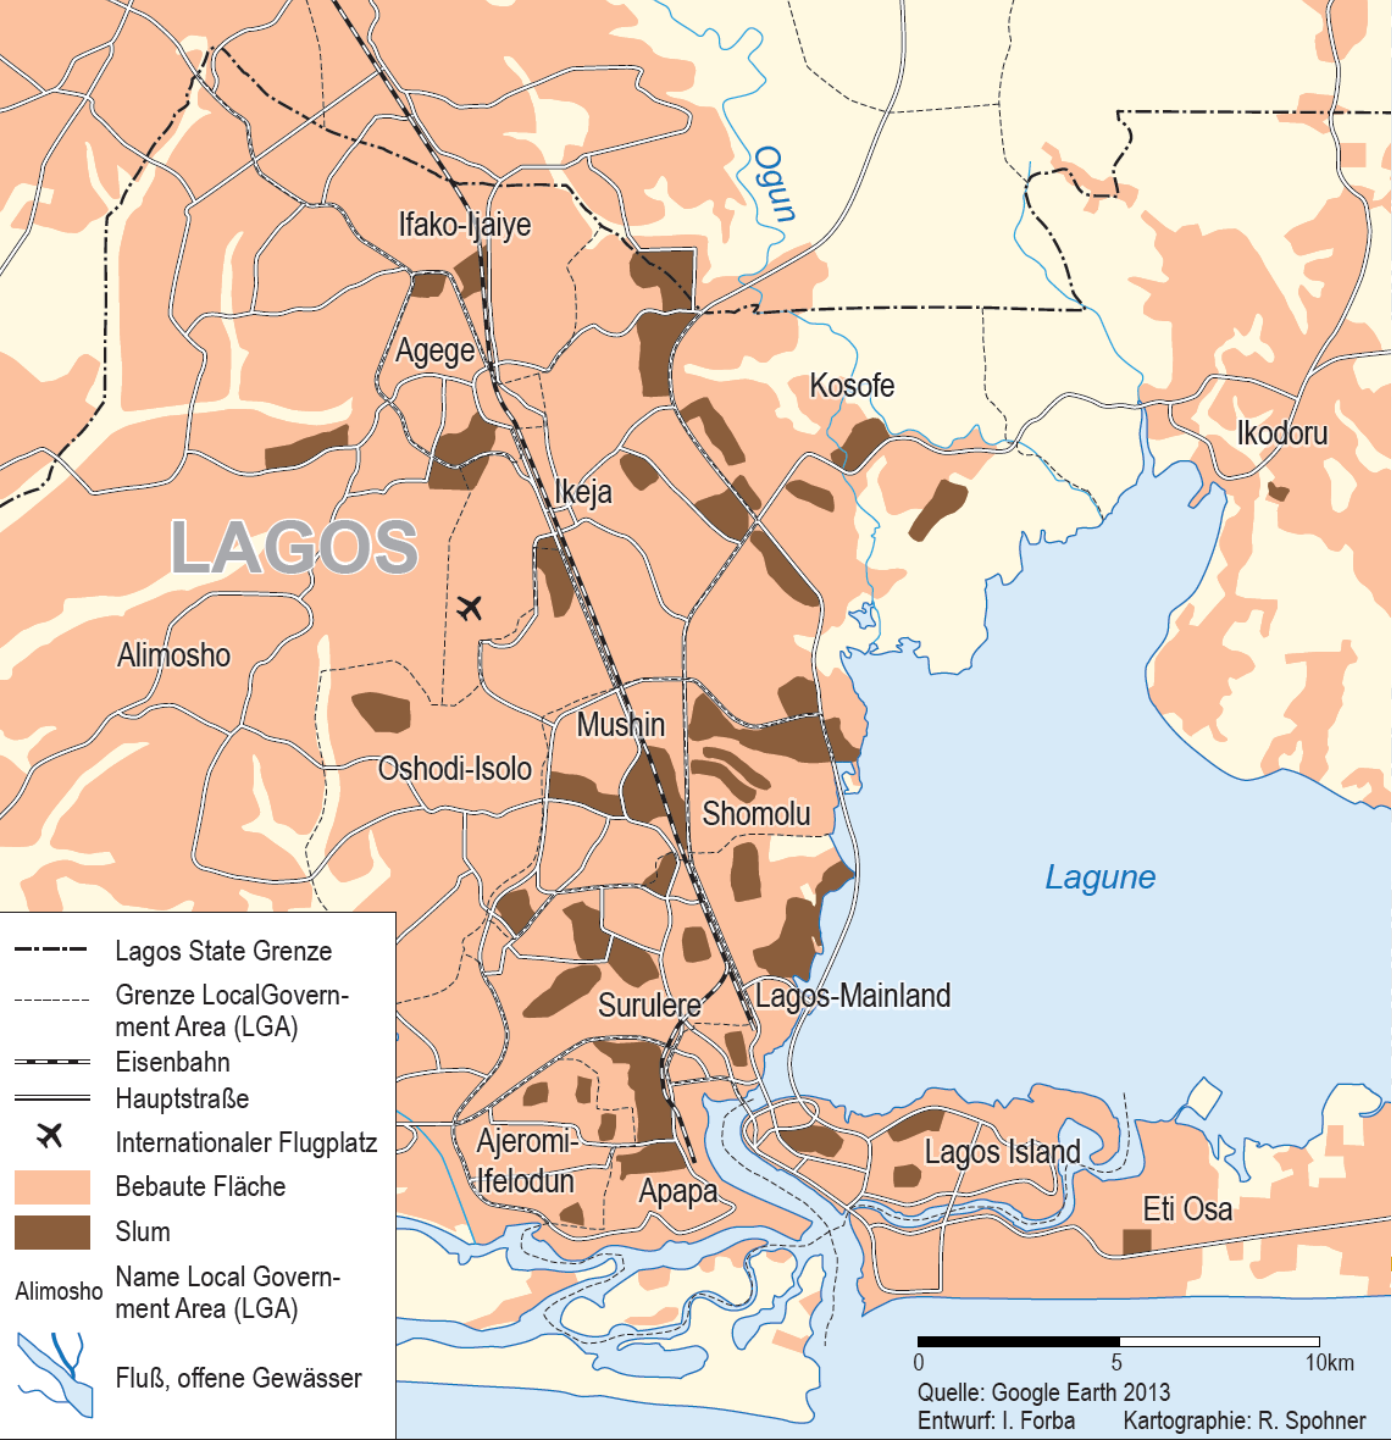 Ogun
Ifako-Ijaiye
Agege
Kosofe
Ikodoru
Ikeja
LAGOS
Alimosho
Mushin
Oshodi-Isolo
Shomolu
Lagune
Surulere
Lagos-Mainland
Ajeromi-
Ifelodun
Apapa
Lagos Island
Eti Osa
Lagos State Grenze
Grenze LocalGovern-
ment Area (LGA)
Eisenbahn
Hauptstraße
Internationaler Flugplatz
Bebaute Fläche
Slum
Alimosho
Name Local Govern-
ment Area (LGA)
Fluß, offene Gewässer
0 5 10km
Quelle: Google Earth 2013
Entwurf: I. Forba Kartographie: R. Spohner